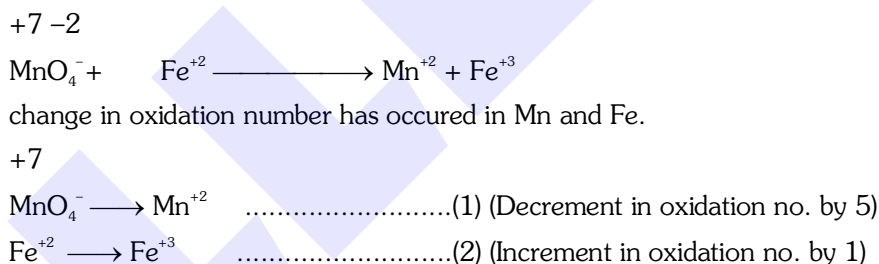 +7 –2
MnO₄⁻ + Fe⁺² ⟶ Mn⁺² + Fe⁺³
change in oxidation number has occured in Mn and Fe.
+7
MnO₄⁻ ⟶ Mn⁺² ..........................(1) (Decrement in oxidation no. by 5)
Fe⁺² ⟶ Fe⁺³ ...........................(2) (Increment in oxidation no. by 1)